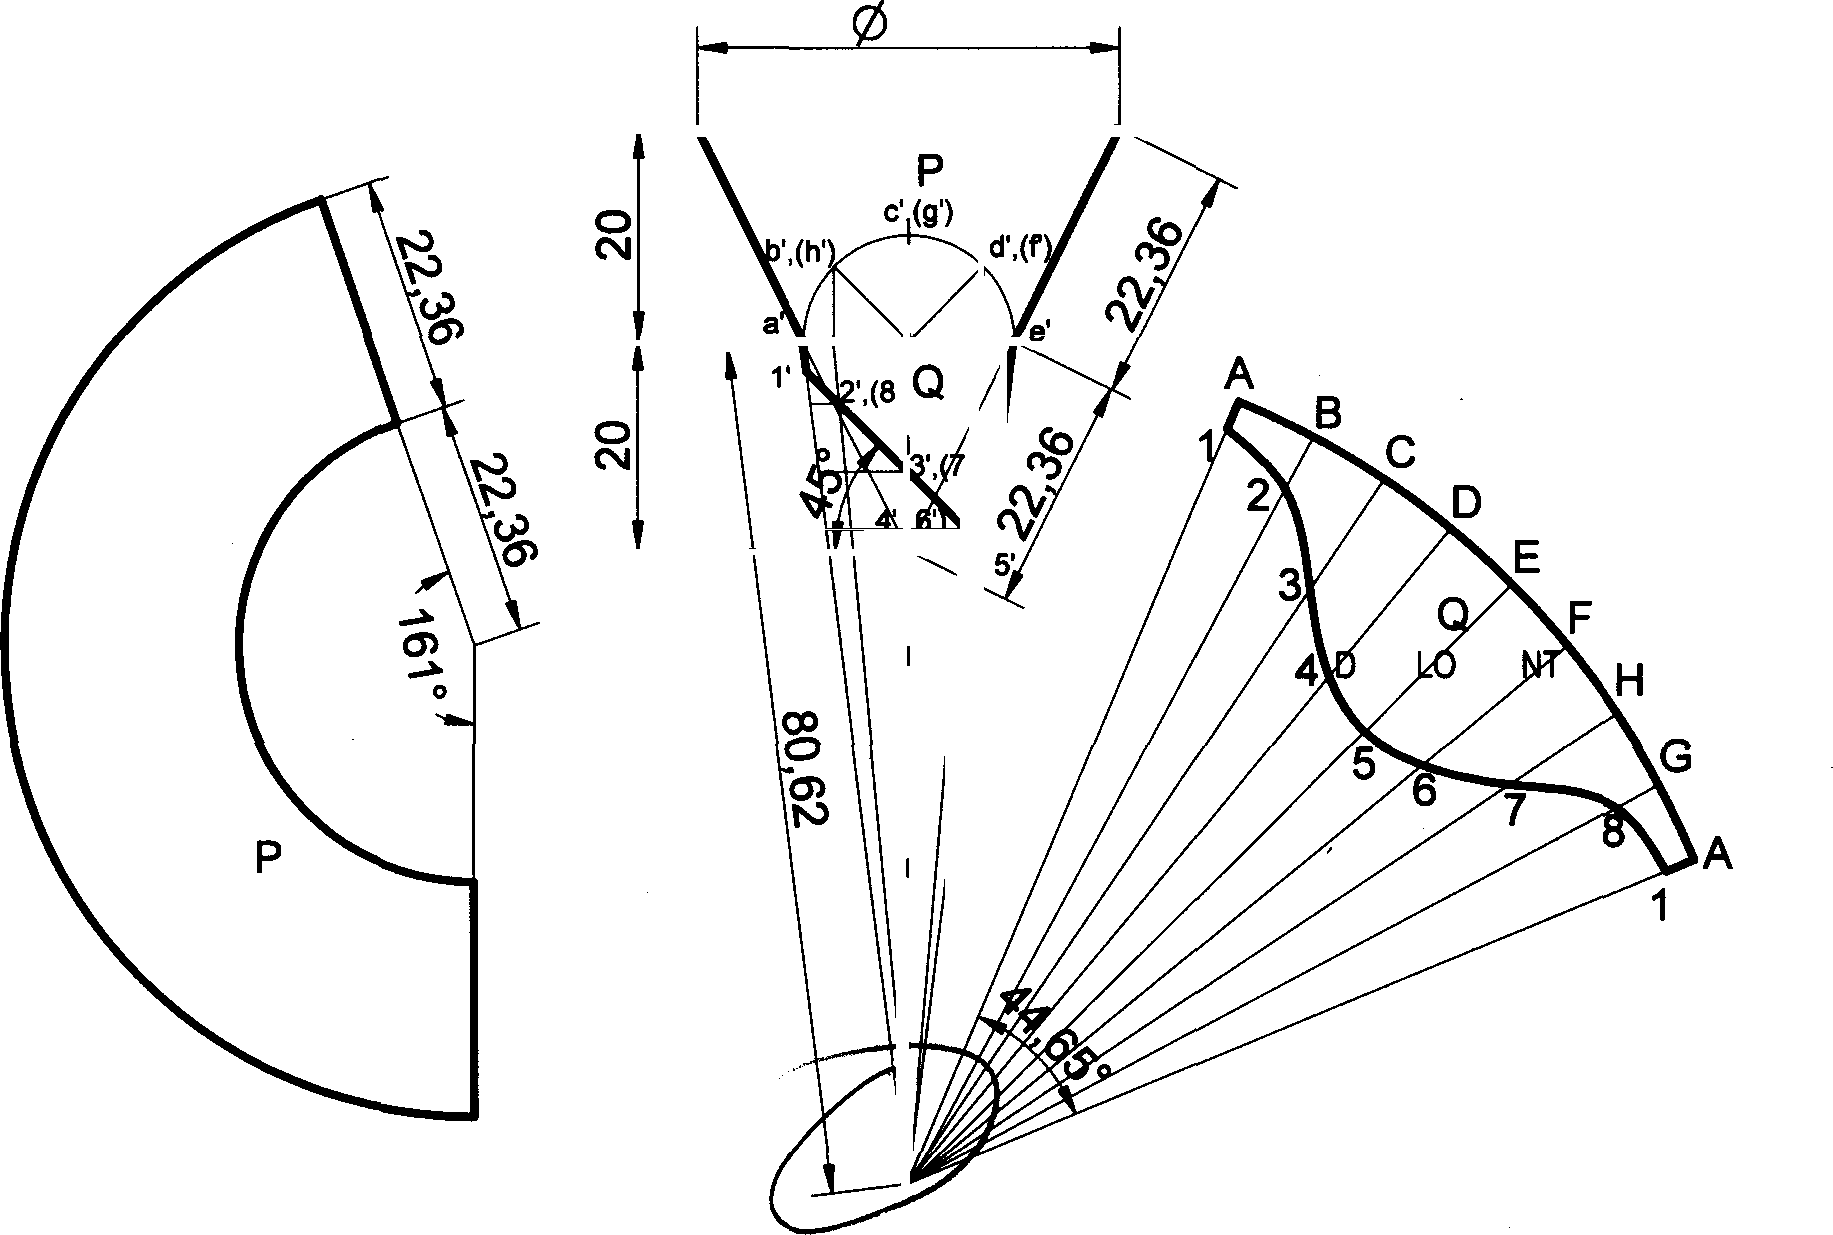 Ø
P
c',(g')
b',(h')
d',(f')
20
22,36
22,36
a'
e'
1'
2',(8
Q
3',(7
20
45°
4'
6')
5'
22,36
22,36
161°
P
80,62
44,65°
A
B
C
D
E
F
H
G
A
1
2
3
4
5
6
7
8
1
Q
D
LO
NT